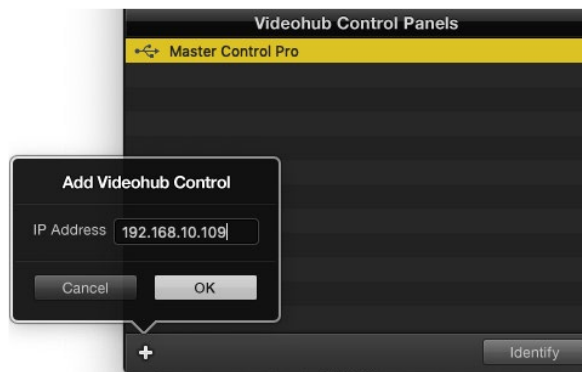 Videohub Control Panels
Master Control Pro
Add Videohub Control
IP Address 192.168.10.109
Cancel OK
Identify